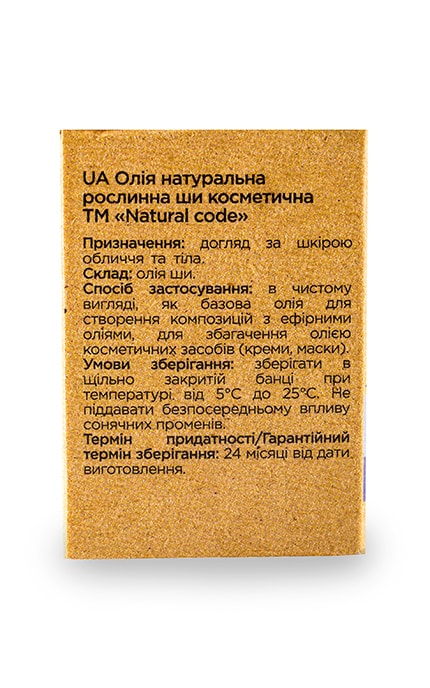 UA Олія натуральна
рослинна ши косметична
ТМ «Natural code»
Призначення: догляд за шкірою
обличчя та тіла.
Склад: олія ши.
Спосіб застосування: в чистому
вигляді, як базова олія для
створення композицій з ефірними
оліями, для збагачення олією
косметичних засобів (креми, маски).
Умови зберігання: зберігати в
щільно закритій банці при
температурі від 5°С до 25°С. Не
піддавати безпосередньому впливу
сонячних променів.
Термін придатності/Гарантійний
термін зберігання: 24 місяці від дати
виготовлення.